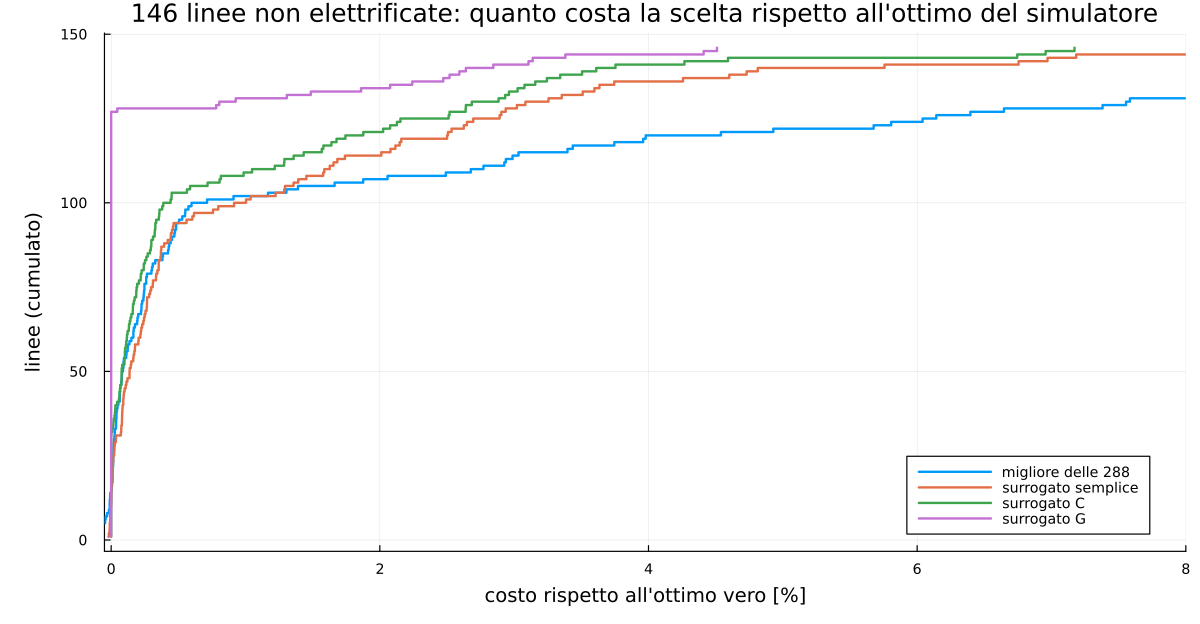 146 linee non elettrificate: quanto costa la scelta rispetto all'ottimo del simulatore
linee (cumulato)
150
100
50
0
0
2
4
6
8
costo rispetto all'ottimo vero [%]
migliore delle 288
surrogato semplice
surrogato C
surrogato G